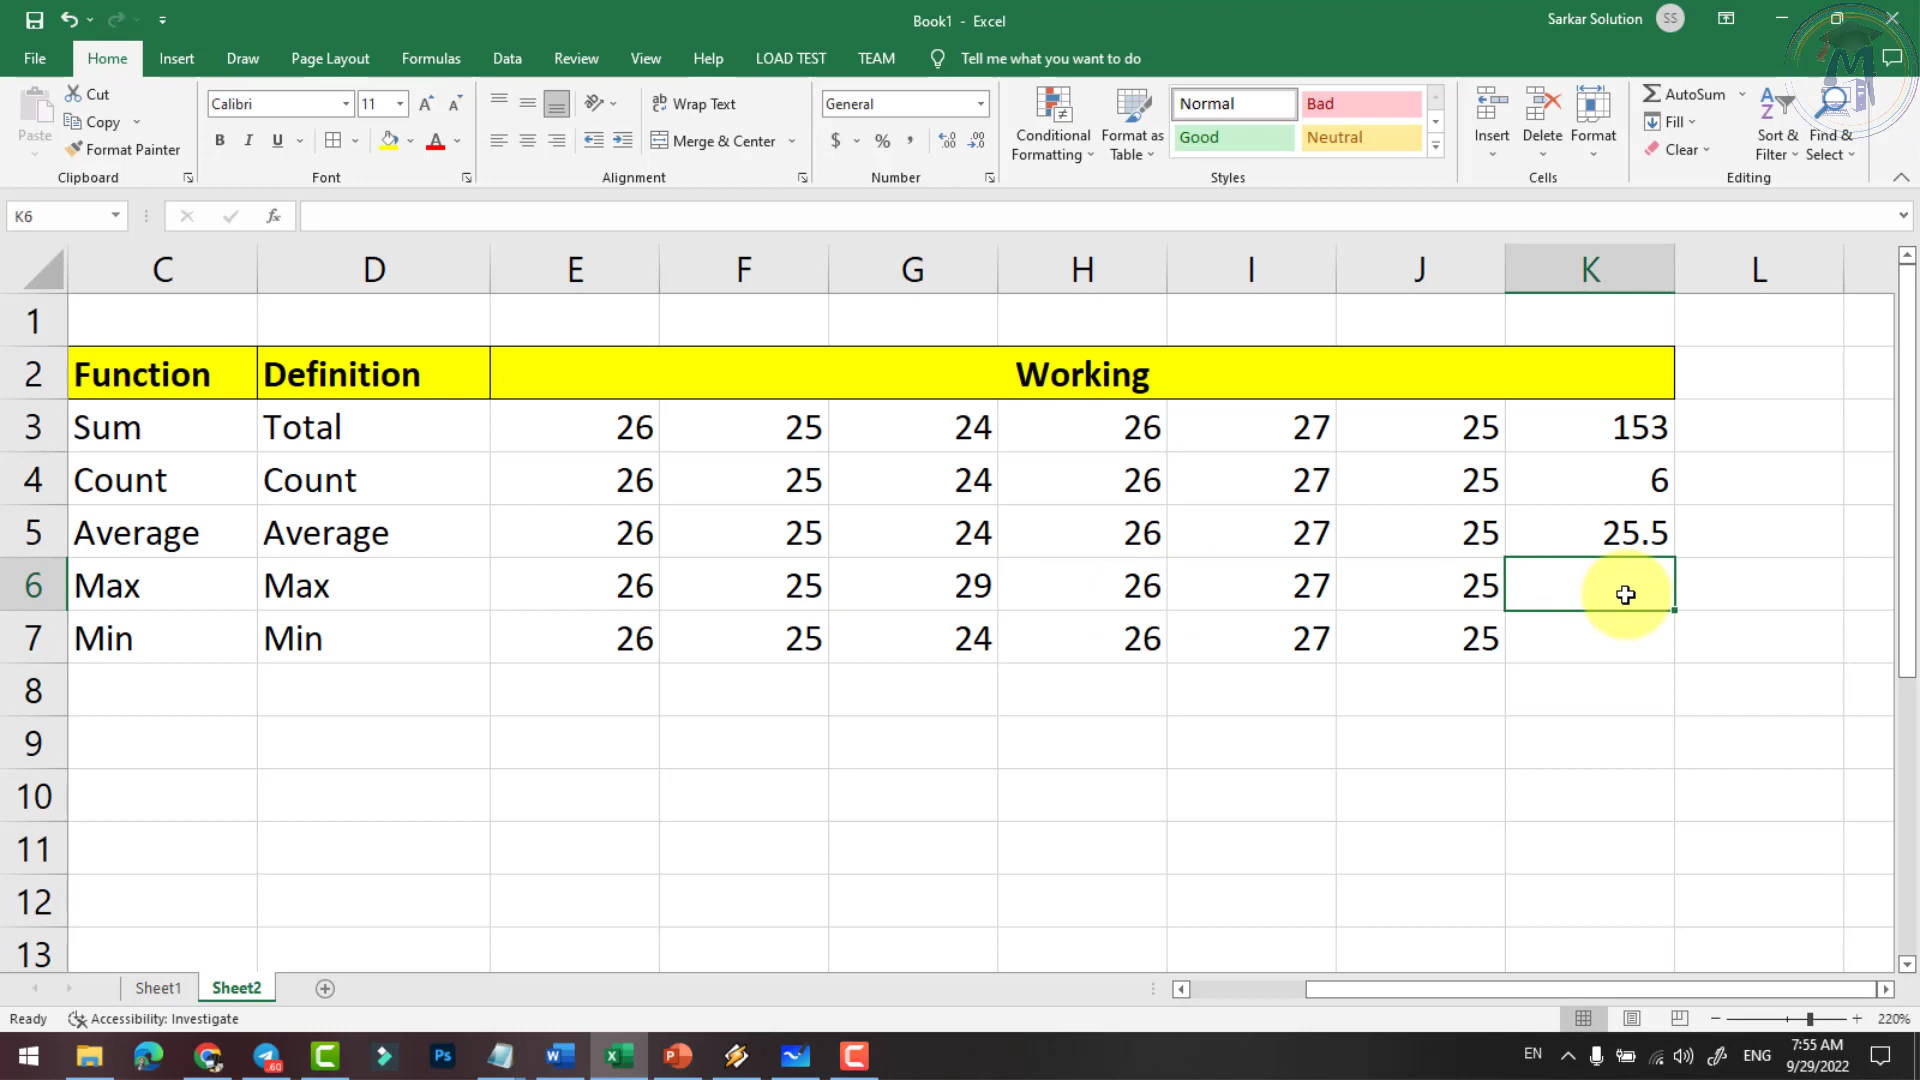 Book1 - Excel
Sarkar Solution SS
File Home Insert Draw Page Layout Formulas Data Review View Help LOAD TEST TEAM Tell me what you want to do
Paste
Cut
Copy
Format Painter
Clipboard
Calibri 11
B I U
Font
Wrap Text
Merge & Center
Alignment
General
$ % ,
Number
Conditional Formatting
Format as Table
Normal Bad
Good Neutral
Styles
Insert Delete Format
Cells
AutoSum
Fill
Clear
Sort & Filter
Find & Select
Editing
K6 fx
C D E F G H I J K L
1
2 Function Definition Working
3 Sum Total 26 25 24 26 27 25 153
4 Count Count 26 25 24 26 27 25 6
5 Average Average 26 25 24 26 27 25 25.5
6 Max Max 26 25 29 26 27 25
7 Min Min 26 25 24 26 27 25
8
9
10
11
12
13
Sheet1 Sheet2
Ready Accessibility: Investigate 220%
EN ENG 7:55 AM
9/29/2022